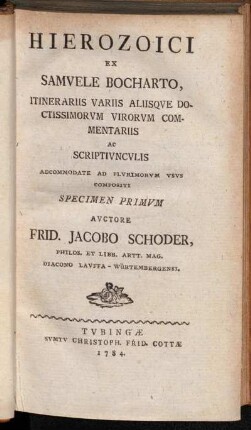 HIEROZOICI
EX
SAMVELE BOCHARTO,
ITINERARIIS VARIIS ALIISQVE DO-
CTISSIMORVM VIRORVM COM-
MENTARIIS
AC
SCRIPTIVNCVLIS
ADCOMMODATE AD PLVRIMORVM VSVS
COMPOSITI
SPECIMEN PRIMVM
AVCTORE
FRID. JACOBO SCHODER,
PHILOS. ET LIBB. ARTT. MAG.
DIACONO LAVFFA-WÜRTEMBERGENSI.
TVBINGÆ
SVMTV CHRISTOPH. FRID. COTTÆ
1784.